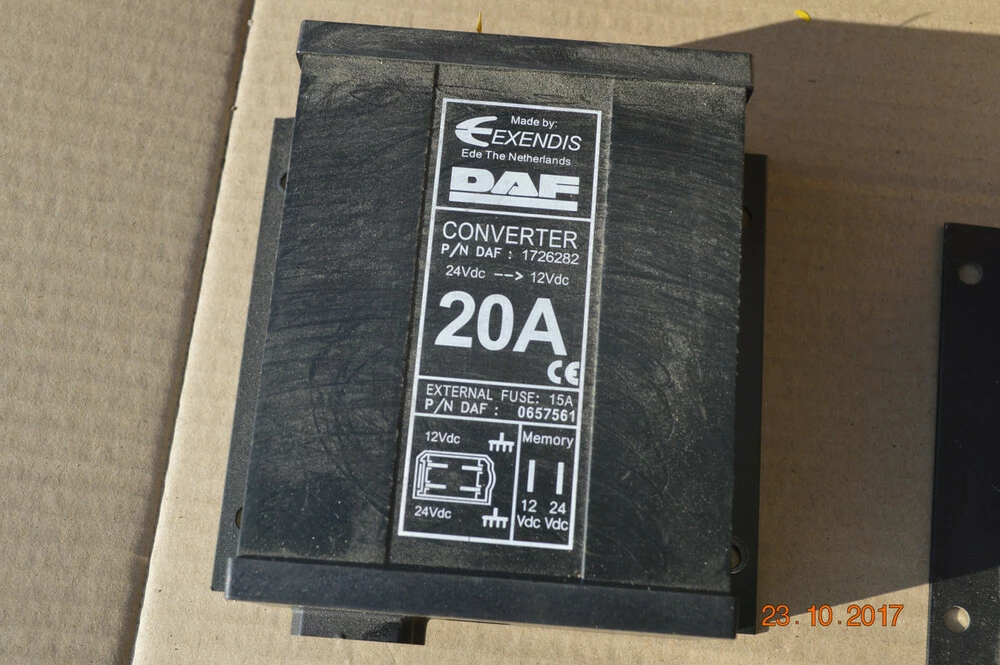 Made by:
EXENDIS
Ede The Netherlands
DAF
CONVERTER
P/N DAF : 1726282
24Vdc --> 12Vdc
20A
CE
EXTERNAL FUSE: 15A
P/N DAF : 0657561
12Vdc
24Vdc
Memory
12 24
Vdc Vdc
23.10.2017